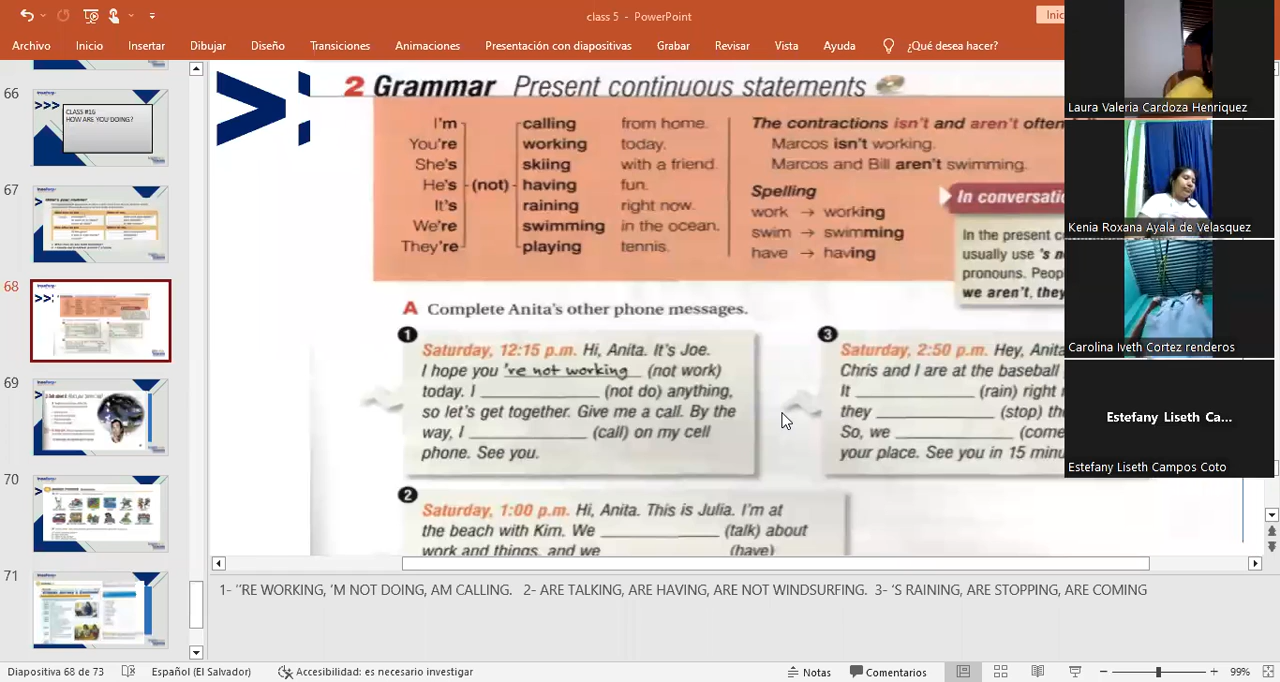 class 5 - PowerPoint
Inic
Archivo Inicio Insertar Dibujar Diseño Transiciones Animaciones Presentación con diapositivas Grabar Revisar Vista Ayuda ¿Qué desea hacer?
66
CLASS #16
HOW ARE YOU DOING?
67
68
69
70
71
2 Grammar Present continuous statements
I'm calling from home.
You're working today.
She's skiing with a friend.
He's (not) having fun.
It's raining right now.
We're swimming in the ocean.
They're playing tennis.
The contractions isn't and aren't often
Marcos isn't working.
Marcos and Bill aren't swimming.
Spelling
work → working
swim → swimming
have → having
In conversati
In the present c
usually use 's n
pronouns. Peop
we aren't, they
A Complete Anita's other phone messages.
1
Saturday, 12:15 p.m. Hi, Anita. It's Joe.
I hope you 're not working (not work)
today. I ____________ (not do) anything,
so let's get together. Give me a call. By the
way, I ____________ (call) on my cell
phone. See you.
2
Saturday, 1:00 p.m. Hi, Anita. This is Julia. I'm at
the beach with Kim. We ____________ (talk) about
work and things, and we ____________ (have)
3
Saturday, 2:50 p.m. Hey, Anita
Chris and I are at the baseball
It ____________ (rain) right
they ____________ (stop) th
So, we ____________ (come
your place. See you in 15 minu
Laura Valeria Cardoza Henriquez
Kenia Roxana Ayala de Velasquez
Carolina Iveth Cortez renderos
Estefany Liseth Ca...
Estefany Liseth Campos Coto
1- ''RE WORKING, 'M NOT DOING, AM CALLING. 2- ARE TALKING, ARE HAVING, ARE NOT WINDSURFING. 3- 'S RAINING, ARE STOPPING, ARE COMING
Diapositiva 68 de 73 Español (El Salvador) Accesibilidad: es necesario investigar Notas Comentarios 99%